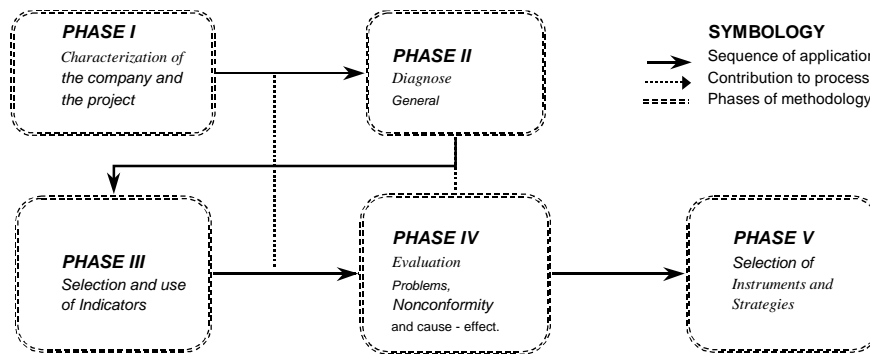 PHASE I
Characterization of
the company and
the project
PHASE II
Diagnose
General
SYMBOLOGY
Sequence of application
Contribution to process
Phases of methodology
PHASE III
Selection and use
of Indicators
PHASE IV
Evaluation
Problems,
Nonconformity
and cause - effect.
PHASE V
Selection of
Instruments and
Strategies